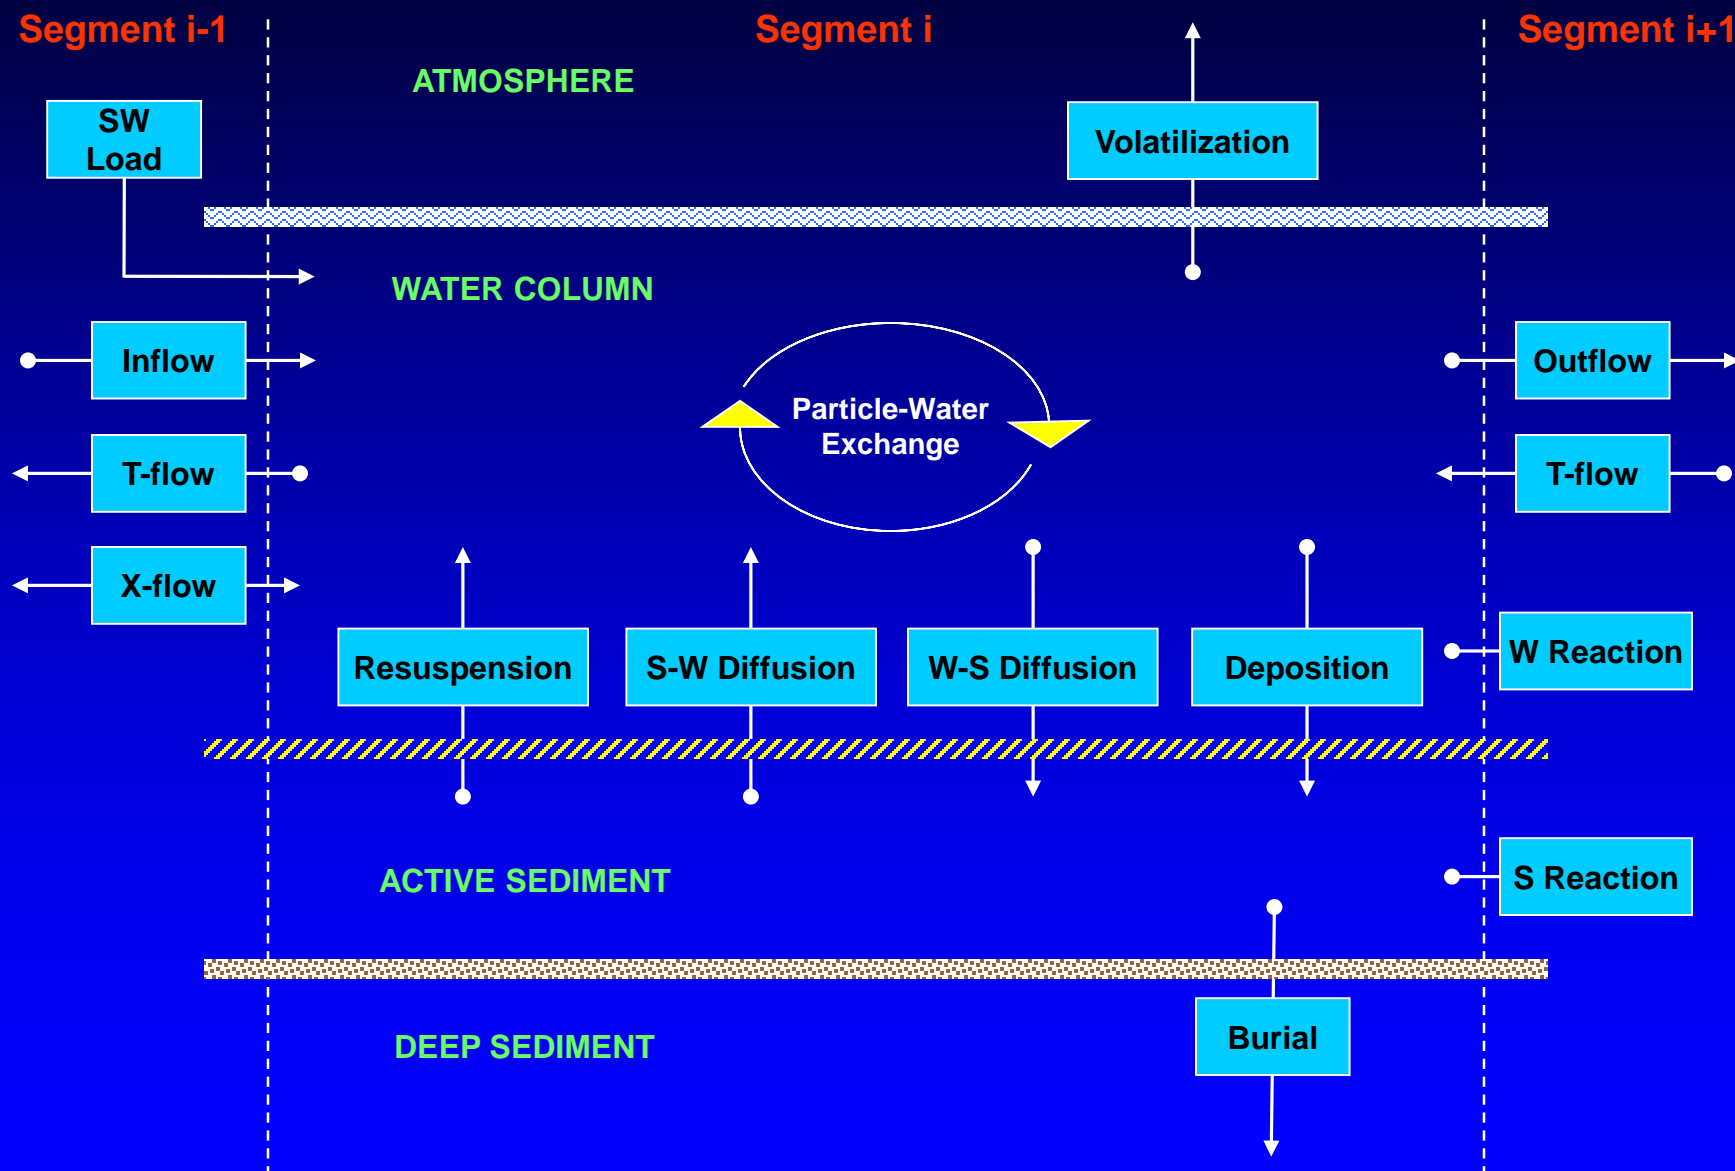 Segment i-1
Segment i
Segment i+1
ATMOSPHERE
SW
Load
Volatilization
WATER COLUMN
Inflow
Outflow
Particle-Water
Exchange
T-flow
T-flow
X-flow
Resuspension
S-W Diffusion
W-S Diffusion
Deposition
W Reaction
ACTIVE SEDIMENT
S Reaction
DEEP SEDIMENT
Burial